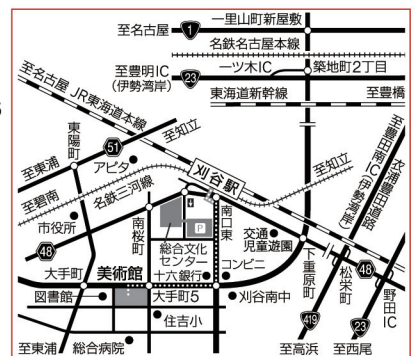 一里山町新屋敷
至名古屋
1
名鉄名古屋本線
至豊明IC
(伊勢湾岸)
23
一ツ木IC
築地町2丁目
至名古屋
JR東海道本線
東海道新幹線
至豊橋
東陽町
51
至知立
至東浦
アピタ
刈谷駅
至碧南
名鉄三河線
至知立
至豊田南IC(伊勢湾岸)
衣浦豊田道路
市役所
48
南桜町
P
総合文化
センター
南口東
交通
児童遊園
大手町
美術館
十六銀行
コンビニ
下重原町
松栄町
48
野田IC
図書館
大手町5
刈谷南中
住吉小
419
23
至東浦
総合病院
至高浜
至西尾